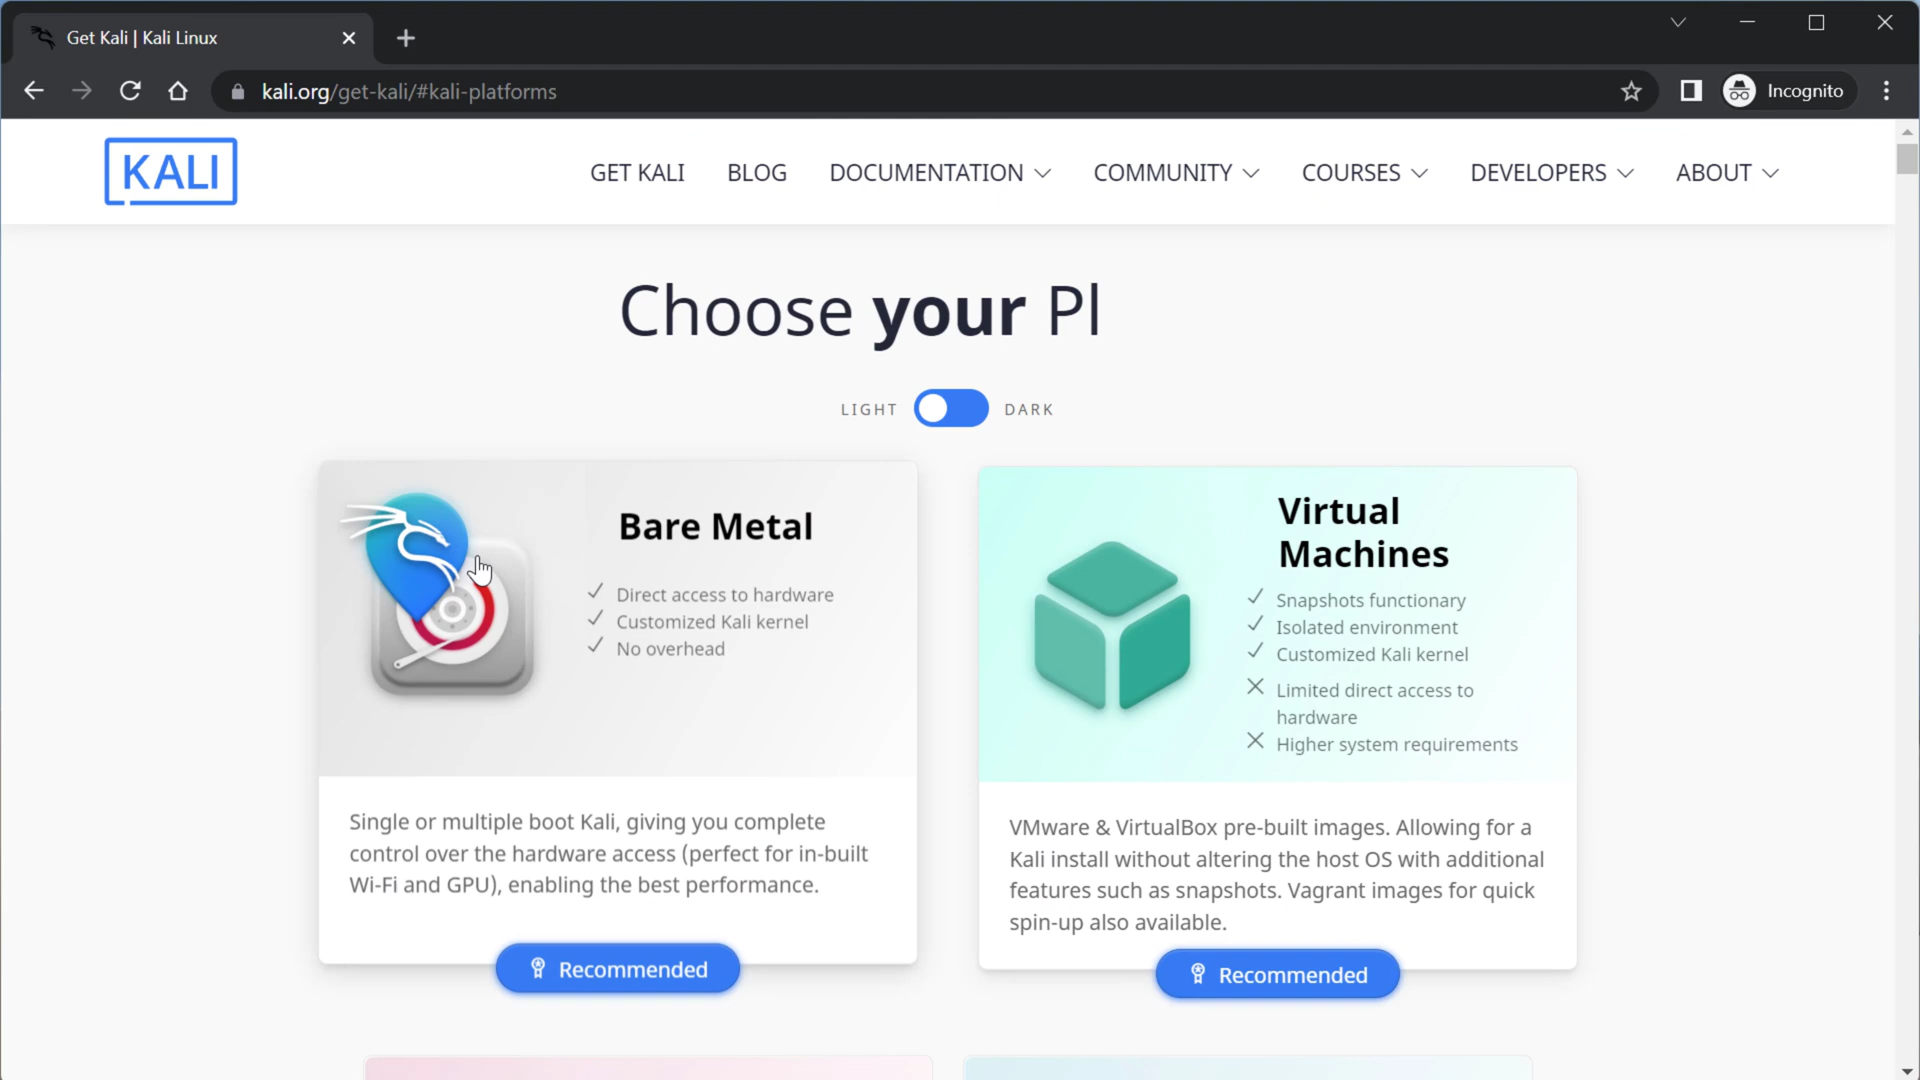 Get Kali | Kali Linux
kali.org/get-kali/#kali-platforms
Incognito
KALI
GET KALI
BLOG
DOCUMENTATION
COMMUNITY
COURSES
DEVELOPERS
ABOUT
Choose your Pl
LIGHT
DARK
Bare Metal
Direct access to hardware
Customized Kali kernel
No overhead
Single or multiple boot Kali, giving you complete
control over the hardware access (perfect for in-built
Wi-Fi and GPU), enabling the best performance.
Recommended
Virtual
Machines
Snapshots functionary
Isolated environment
Customized Kali kernel
Limited direct access to
hardware
Higher system requirements
VMware & VirtualBox pre-built images. Allowing for a
Kali install without altering the host OS with additional
features such as snapshots. Vagrant images for quick
spin-up also available.
Recommended